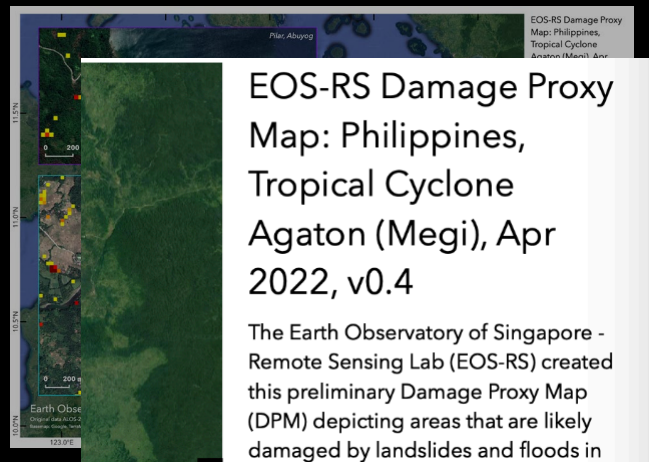 Pilar, Abuyog
EOS-RS Damage Proxy
Map: Philippines,
Tropical Cyclone
Agaton (Megi), Apr
11.5°N
0 200
11.0°N
10.5°N
0 200 m
Earth Obse
10.0°N
123.0°E
EOS-RS Damage Proxy
Map: Philippines,
Tropical Cyclone
Agaton (Megi), Apr
2022, v0.4
The Earth Observatory of Singapore -
Remote Sensing Lab (EOS-RS) created
this preliminary Damage Proxy Map
(DPM) depicting areas that are likely
damaged by landslides and floods in